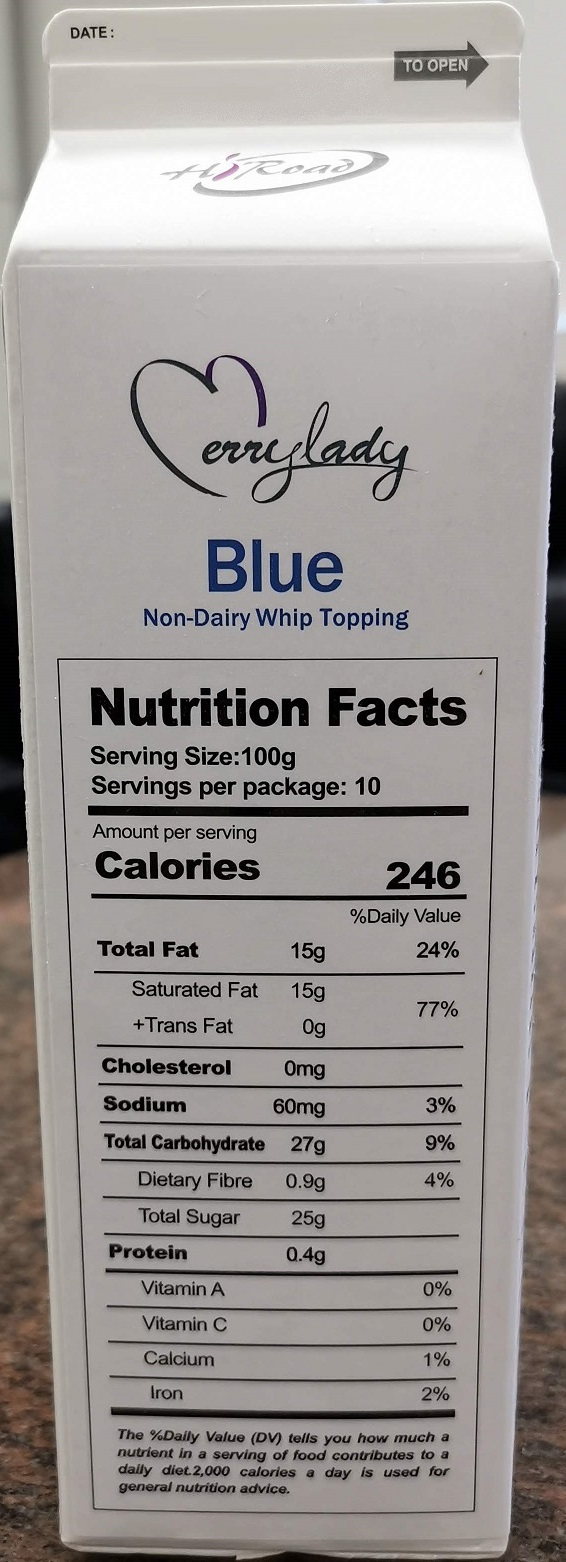 DATE:
TO OPEN
HiRoad
Merrylady
Blue
Non-Dairy Whip Topping
Nutrition Facts
Serving Size:100g
Servings per package: 10
Amount per serving
Calories 246
%Daily Value
Total Fat 15g 24%
Saturated Fat 15g
77%
+Trans Fat 0g
Cholesterol 0mg
Sodium 60mg 3%
Total Carbohydrate 27g 9%
Dietary Fibre 0.9g 4%
Total Sugar 25g
Protein 0.4g
Vitamin A 0%
Vitamin C 0%
Calcium 1%
Iron 2%
The %Daily Value (DV) tells you how much a
nutrient in a serving of food contributes to a
daily diet.2,000 calories a day is used for
general nutrition advice.